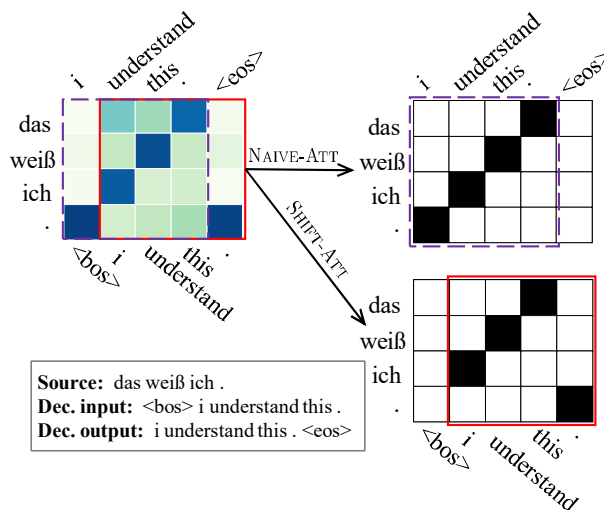 i understand this . <eos>
das
weiß
ich
.
<bos> i understand this .
NAIVE-ATT
SHIFT-ATT
i understand this . <eos>
das
weiß
ich
.
das
weiß
ich
.
<bos> i understand this .
Source: das weiß ich .
Dec. input: <bos> i understand this .
Dec. output: i understand this . <eos>